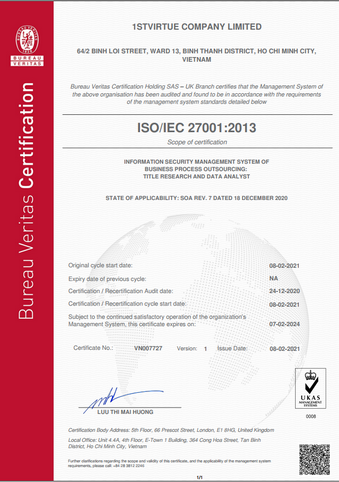 BUREAU
VERITAS
Bureau Veritas Certification
1STVIRTUE COMPANY LIMITED
64/2 BINH LOI STREET, WARD 13, BINH THANH DISTRICT, HO CHI MINH CITY,
VIETNAM
Bureau Veritas Certification Holding SAS – UK Branch certifies that the Management System of
the above organisation has been audited and found to be in accordance with the requirements
of the management system standards detailed below
ISO/IEC 27001:2013
Scope of certification
INFORMATION SECURITY MANAGEMENT SYSTEM OF
BUSINESS PROCESS OUTSOURCING:
TITLE RESEARCH AND DATA ANALYST
STATE OF APPLICABILITY: SOA REV. 7 DATED 18 DECEMBER 2020
Original cycle start date: 08-02-2021
Expiry date of previous cycle: NA
Certification / Recertification Audit date: 24-12-2020
Certification / Recertification cycle start date: 08-02-2021
Subject to the continued satisfactory operation of the organization's
Management System, this certificate expires on: 07-02-2024
Certificate No.: VN007727 Version: 1 Issue Date: 08-02-2021
LUU THI MAI HUONG
UKAS
MANAGEMENT
SYSTEMS
0008
Certification Body Address: 5th Floor, 66 Prescot Street, London, E1 8HG, United Kingdom
Local Office: Unit 4.4A, 4th Floor, E-Town 1 Building, 364 Cong Hoa Street, Tan Binh
District, Ho Chi Minh City, Vietnam
Further clarifications regarding the scope and validity of this certificate, and the applicability of the management system
requirements, please call:
1/1